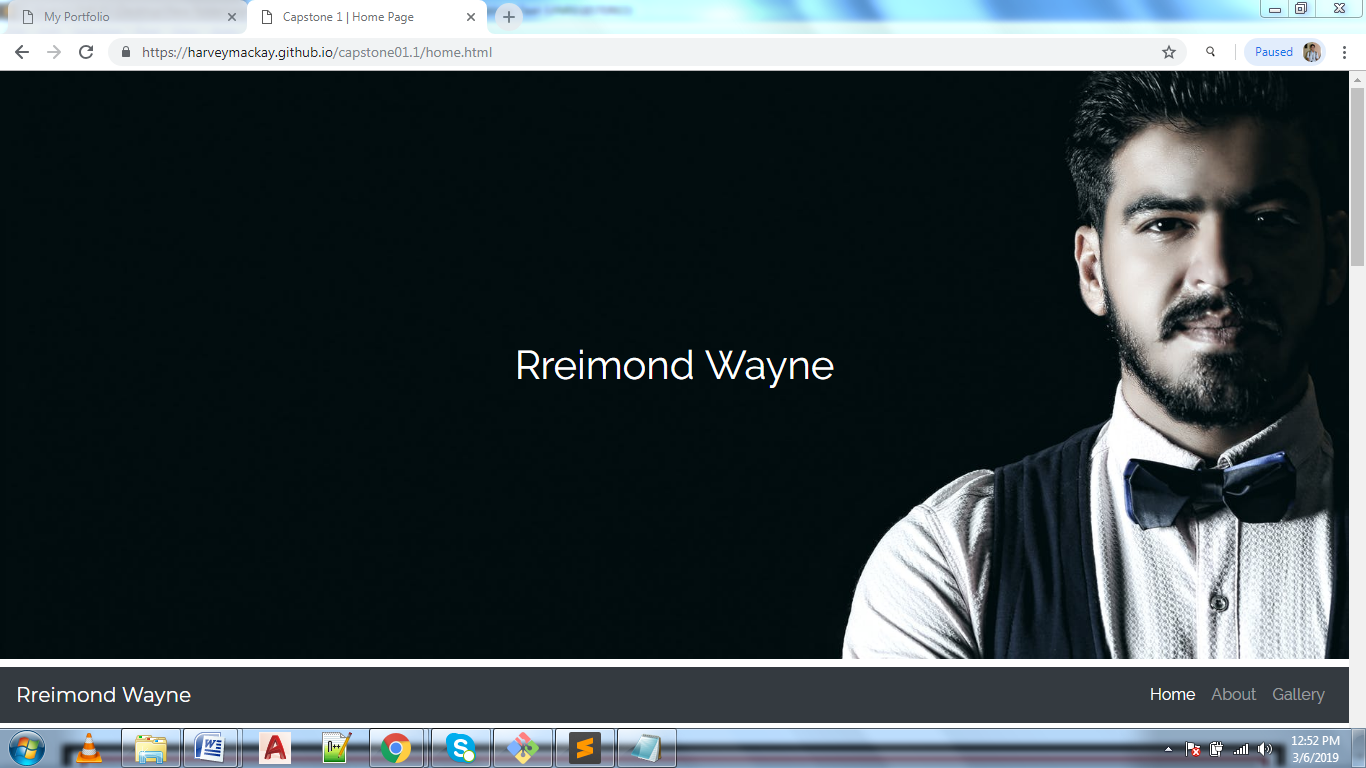 My Portfolio
Capstone 1 | Home Page
https://harveymackay.github.io/capstone01.1/home.html
Paused
Rreimond Wayne
Rreimond Wayne
Home
About
Gallery
12:52 PM
3/6/2019